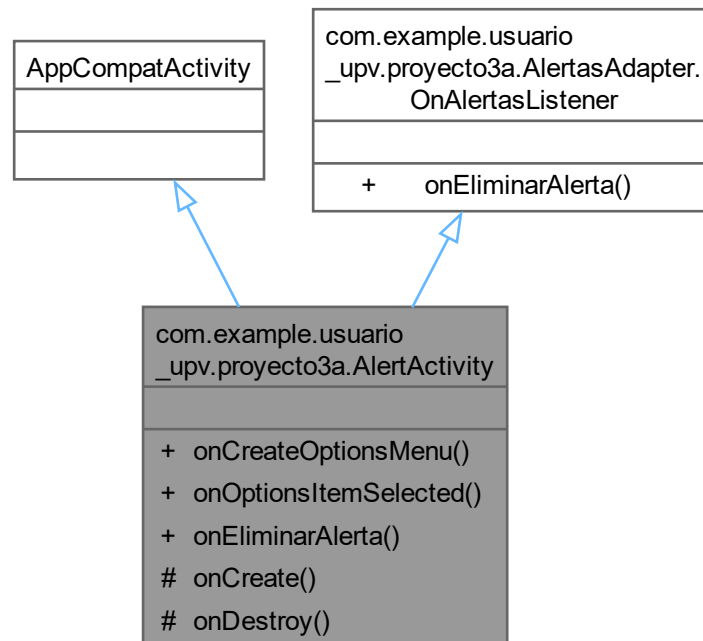 AppCompatActivity
com.example.usuario
_upv.proyecto3a.AlertasAdapter.
OnAlertasListener
+ onEliminarAlerta()
com.example.usuario
_upv.proyecto3a.AlertActivity
+ onCreateOptionsMenu()
+ onOptionsItemSelected()
+ onEliminarAlerta()
# onCreate()
# onDestroy()